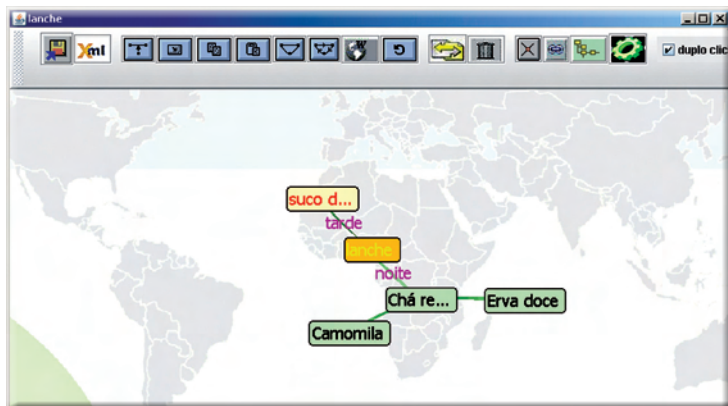 lanche
Xml
duplo clic
suco d...
tarde
lanche
noite
Chá re...
Erva doce
Camomila